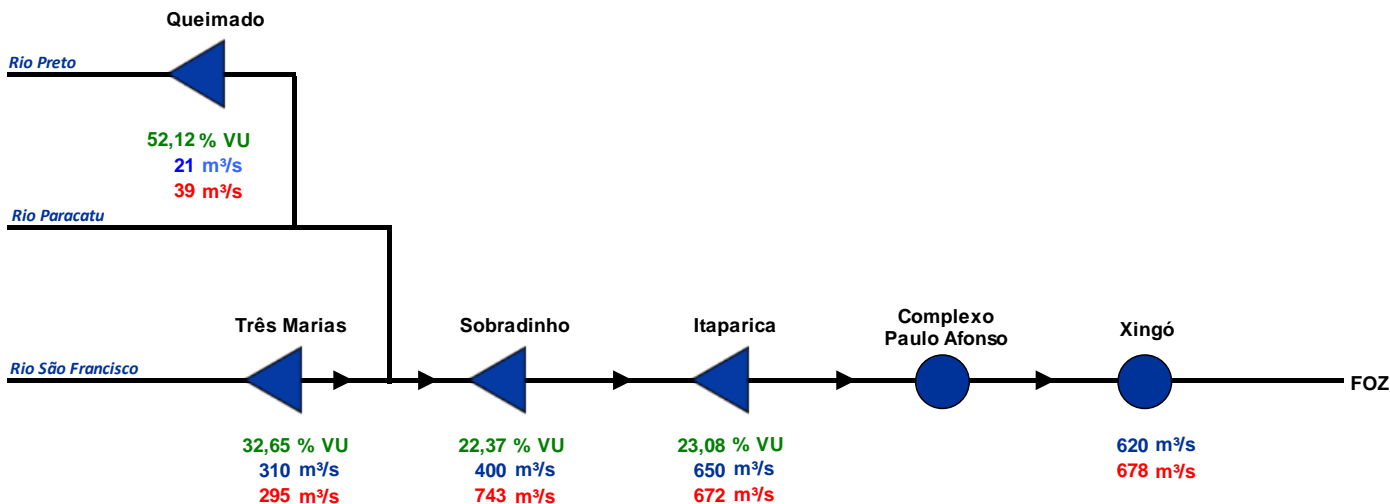 Queimado
Rio Preto
52,12 % VU
21 m³/s
39 m³/s
Rio Paracatu
Três Marias
Sobradinho
Itaparica
Complexo
Paulo Afonso
Xingó
Rio São Francisco
FOZ
32,65 % VU
310 m³/s
295 m³/s
22,37 % VU
400 m³/s
743 m³/s
23,08 % VU
650 m³/s
672 m³/s
620 m³/s
678 m³/s